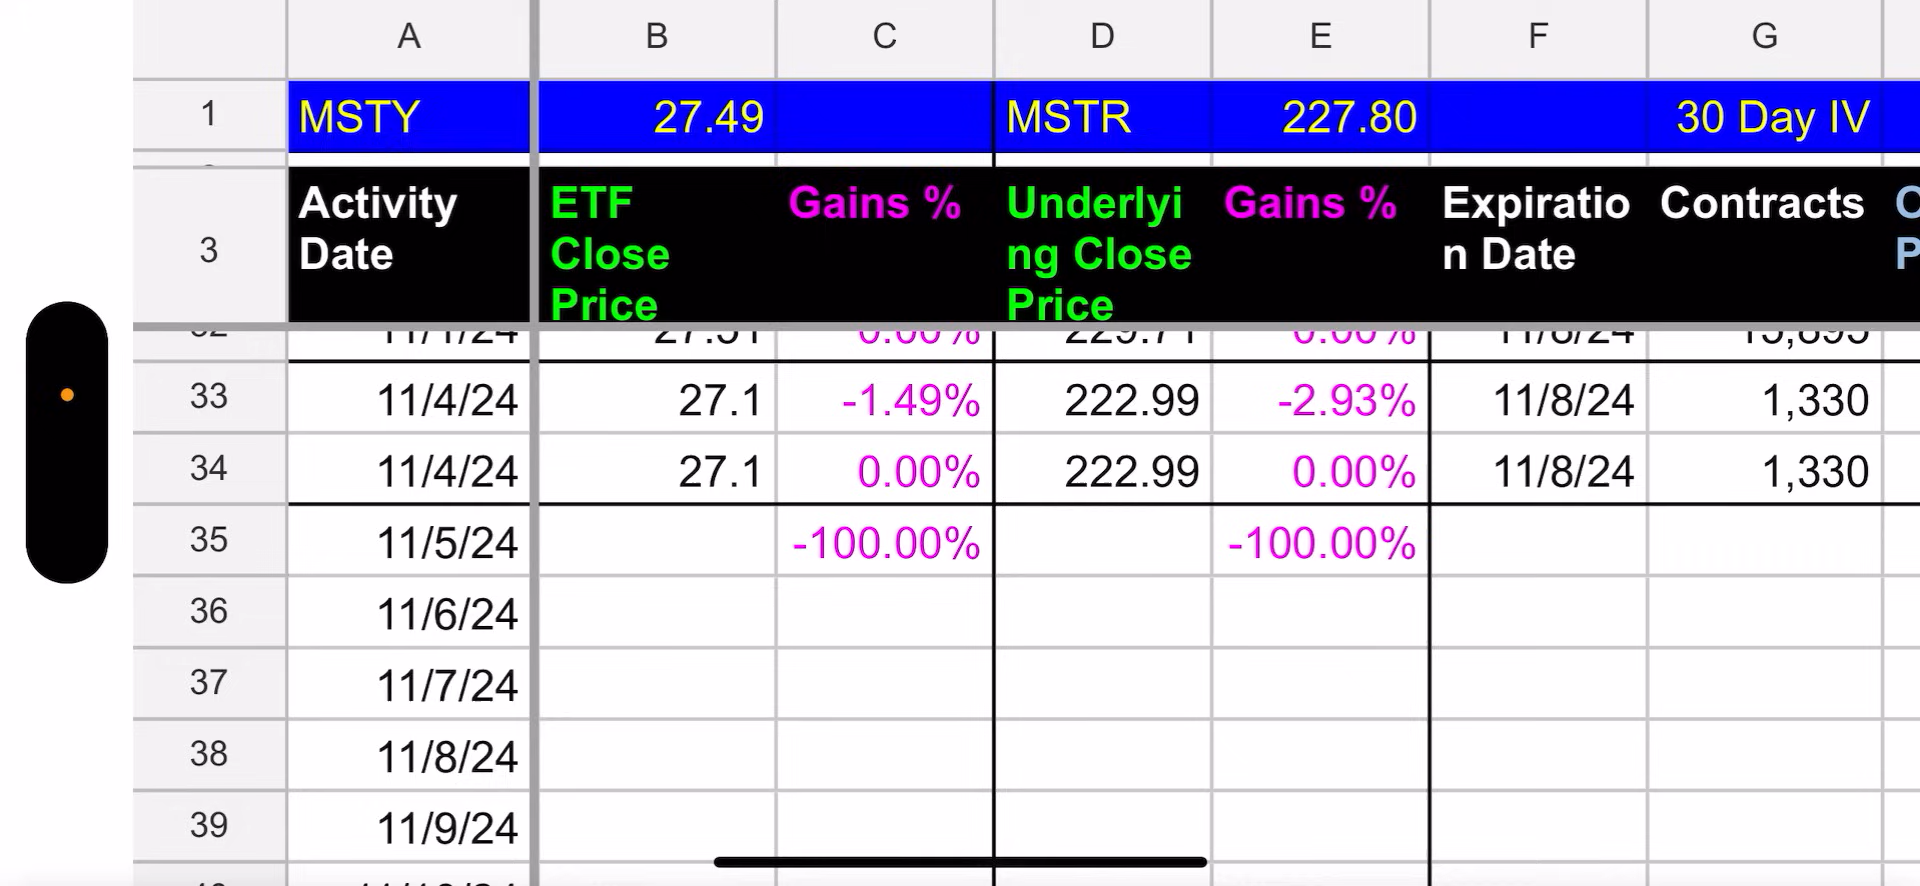 A B C D E F G
1 MSTY 27.49 MSTR 227.80 30 Day IV
3 Activity Date ETF Close Price Gains % Underlyi ng Close Price Gains % Expiratio n Date Contracts
33 11/4/24 27.1 -1.49% 222.99 -2.93% 11/8/24 1,330
34 11/4/24 27.1 0.00% 222.99 0.00% 11/8/24 1,330
35 11/5/24 -100.00% -100.00%
36 11/6/24
37 11/7/24
38 11/8/24
39 11/9/24